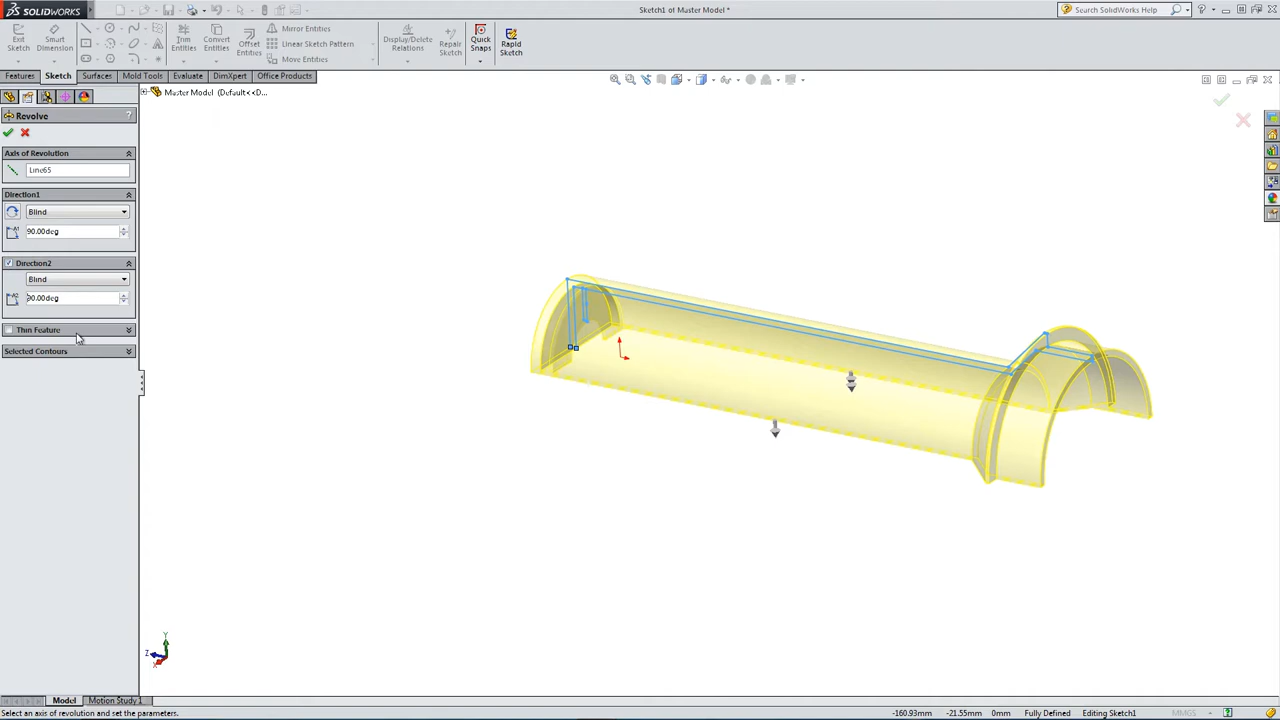 SOLIDWORKS
Sketch1 of Master Model *
Search SolidWorks Help
Exit Sketch
Smart Dimension
Trim Entities
Convert Entities
Offset Entities
Mirror Entities
Linear Sketch Pattern
Move Entities
Display/Delete Relations
Repair Sketch
Quick Snaps
Rapid Sketch
Features
Sketch
Surfaces
Mold Tools
Evaluate
DimXpert
Office Products
Master Model (Default<<D...
Revolve
?
Axis of Revolution
Line65
Direction1
Blind
90.00deg
Direction2
Blind
90.00deg
Thin Feature
Selected Contours
Y
Z
X
Model
Motion Study 1
Select an axis of revolution and set the parameters.
-160.93mm
-21.55mm
0mm
Fully Defined
Editing Sketch1
MMGS